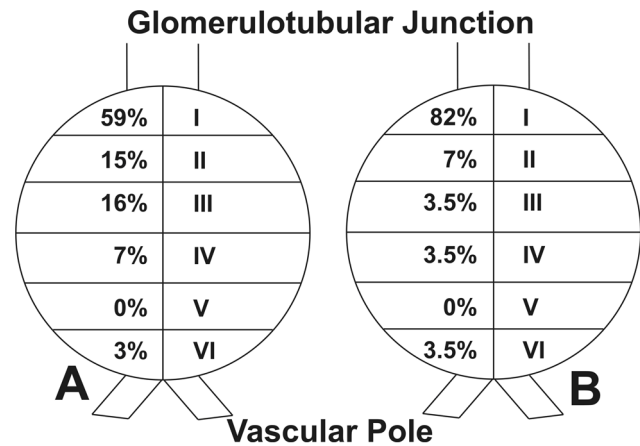 Glomerulotubular Junction
59% I 82% I
15% II 7% II
16% III 3.5% III
7% IV 3.5% IV
0% V 0% V
3% VI 3.5% VI
A B
Vascular Pole